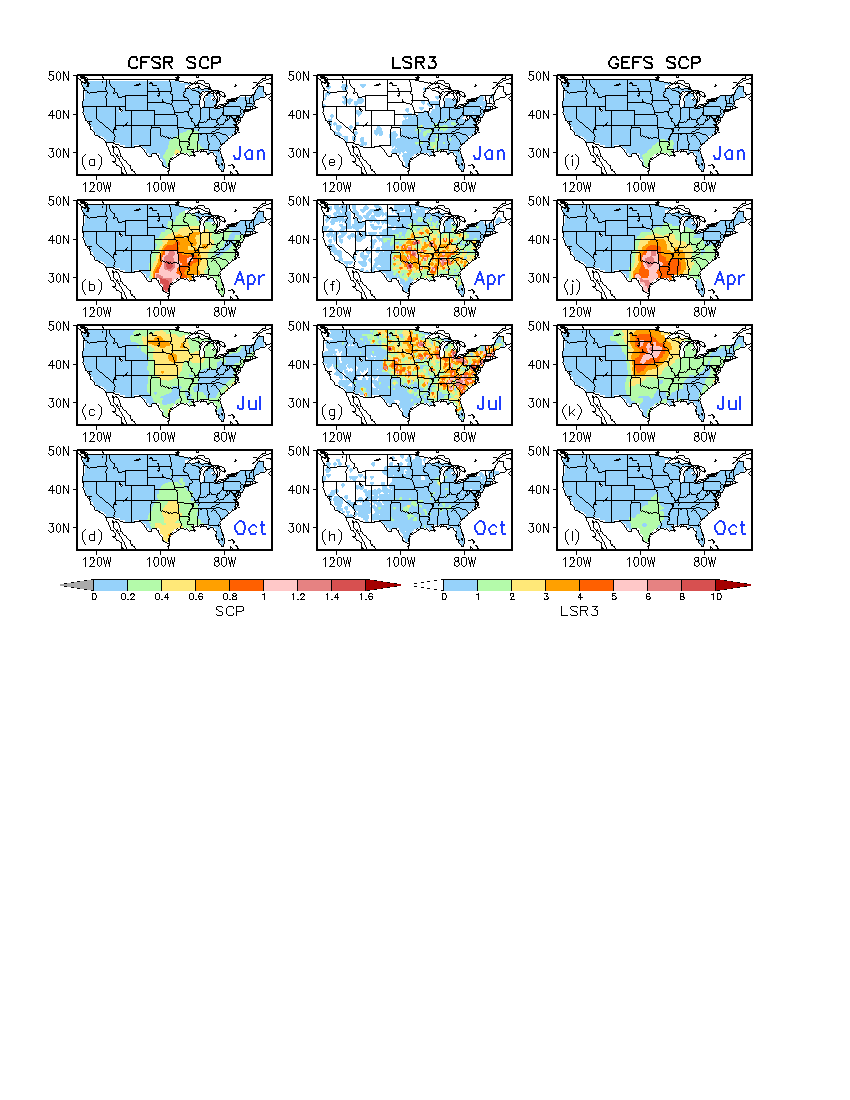 CFSR SCP LSR3 GEFS SCP
50N 50N 50N
40N 40N 40N
30N (a) Jan 30N (e) Jan 30N (i) Jan
120W 100W 80W 120W 100W 80W 120W 100W 80W
50N 50N 50N
40N 40N 40N
30N (b) Apr 30N (f) Apr 30N (j) Apr
120W 100W 80W 120W 100W 80W 120W 100W 80W
50N 50N 50N
40N 40N 40N
30N (c) Jul 30N (g) Jul 30N (k) Jul
120W 100W 80W 120W 100W 80W 120W 100W 80W
50N 50N 50N
40N 40N 40N
30N (d) Oct 30N (h) Oct 30N (l) Oct
120W 100W 80W 120W 100W 80W 120W 100W 80W
0 0.2 0.4 0.6 0.8 1 1.2 1.4 1.6 0 1 2 3 4 5 6 8 10
SCP LSR3